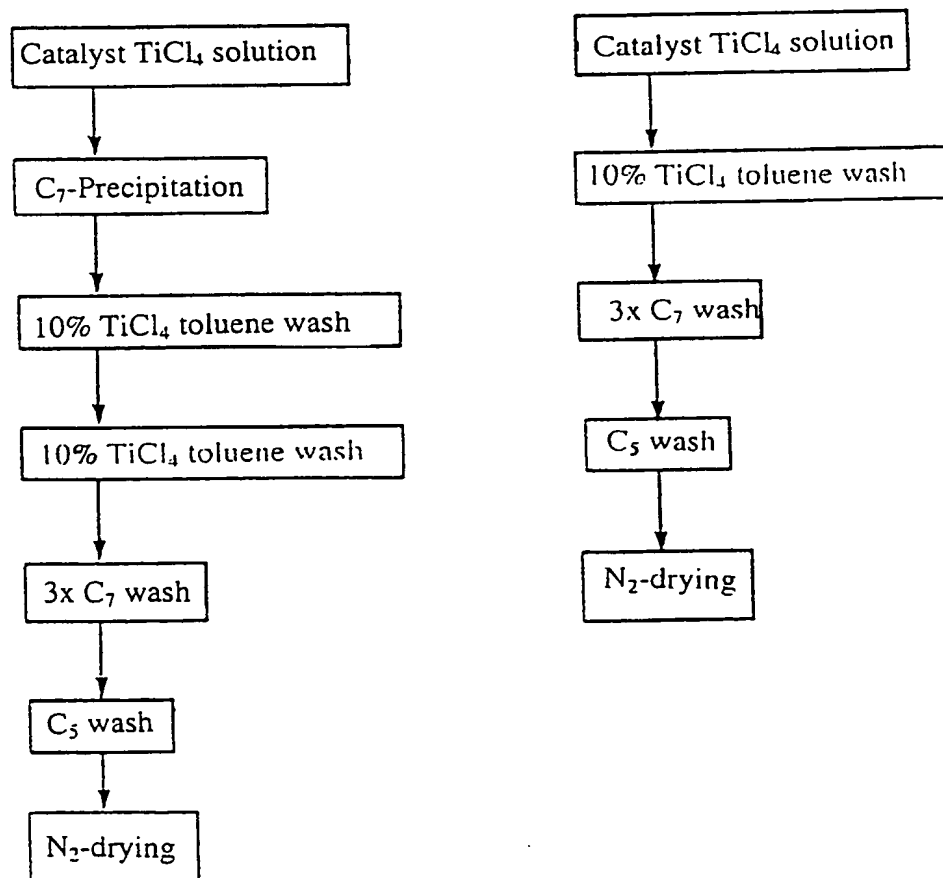 Catalyst TiCl₄ solution
C₇-Precipitation
10% TiCl₄ toluene wash
10% TiCl₄ toluene wash
3x C₇ wash
C₅ wash
N₂-drying
Catalyst TiCl₄ solution
10% TiCl₄ toluene wash
3x C₇ wash
C₅ wash
N₂-drying